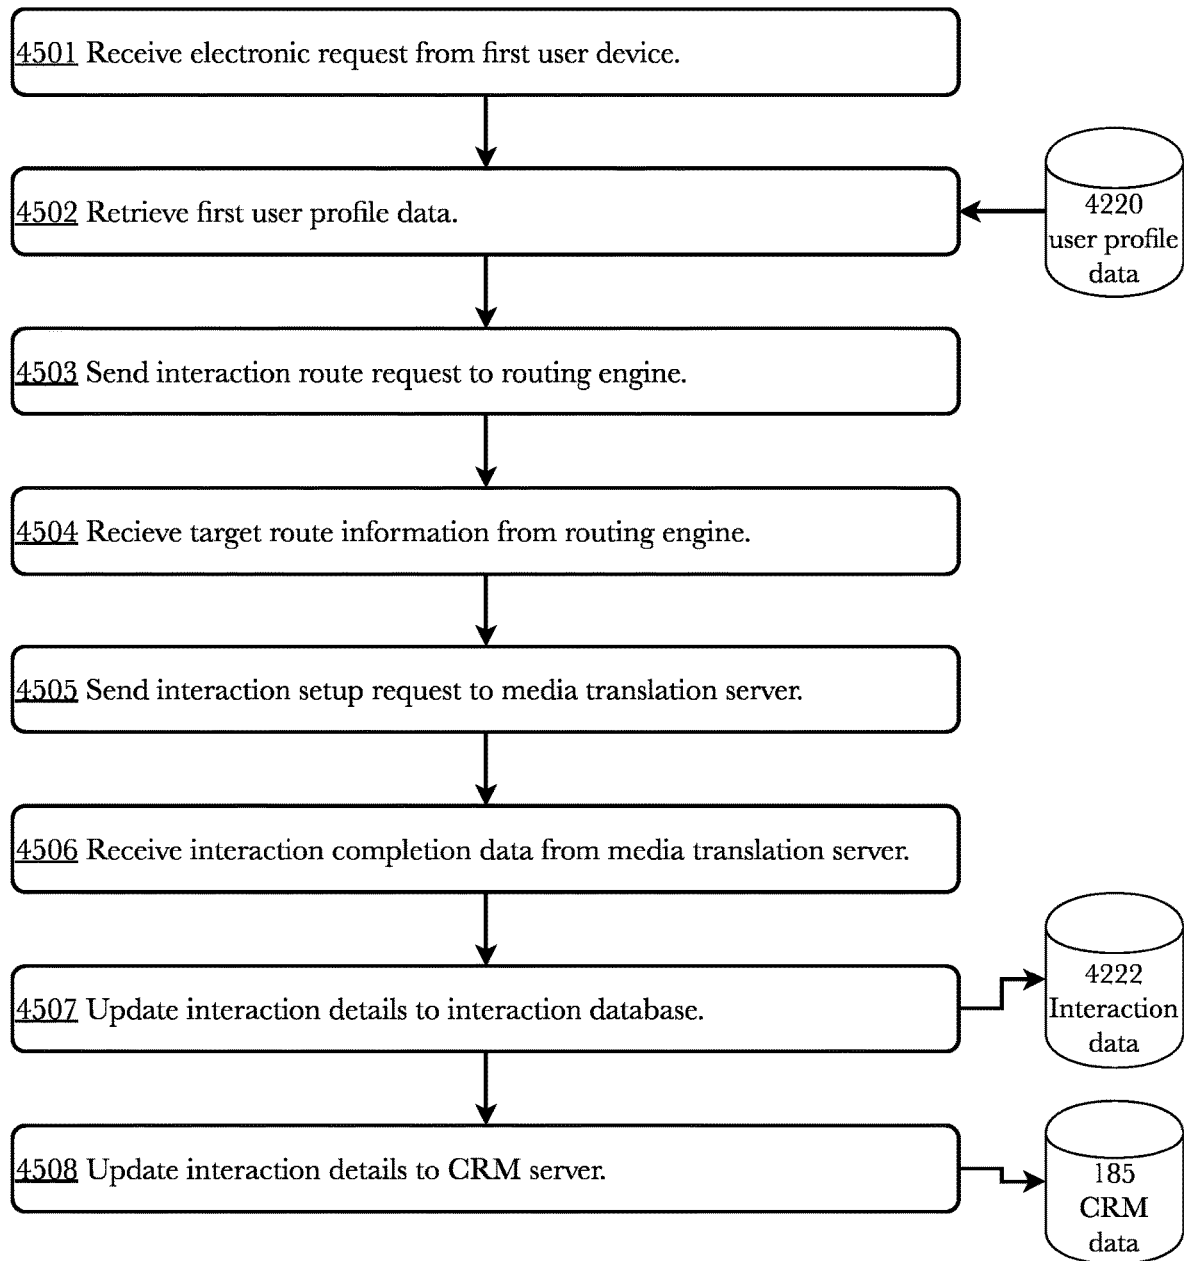 4501 Receive electronic request from first user device.
4502 Retrieve first user profile data.
4220
user profile
data
4503 Send interaction route request to routing engine.
4504 Recieve target route information from routing engine.
4505 Send interaction setup request to media translation server.
4506 Receive interaction completion data from media translation server.
4507 Update interaction details to interaction database.
4222
Interaction
data
4508 Update interaction details to CRM server.
185
CRM
data